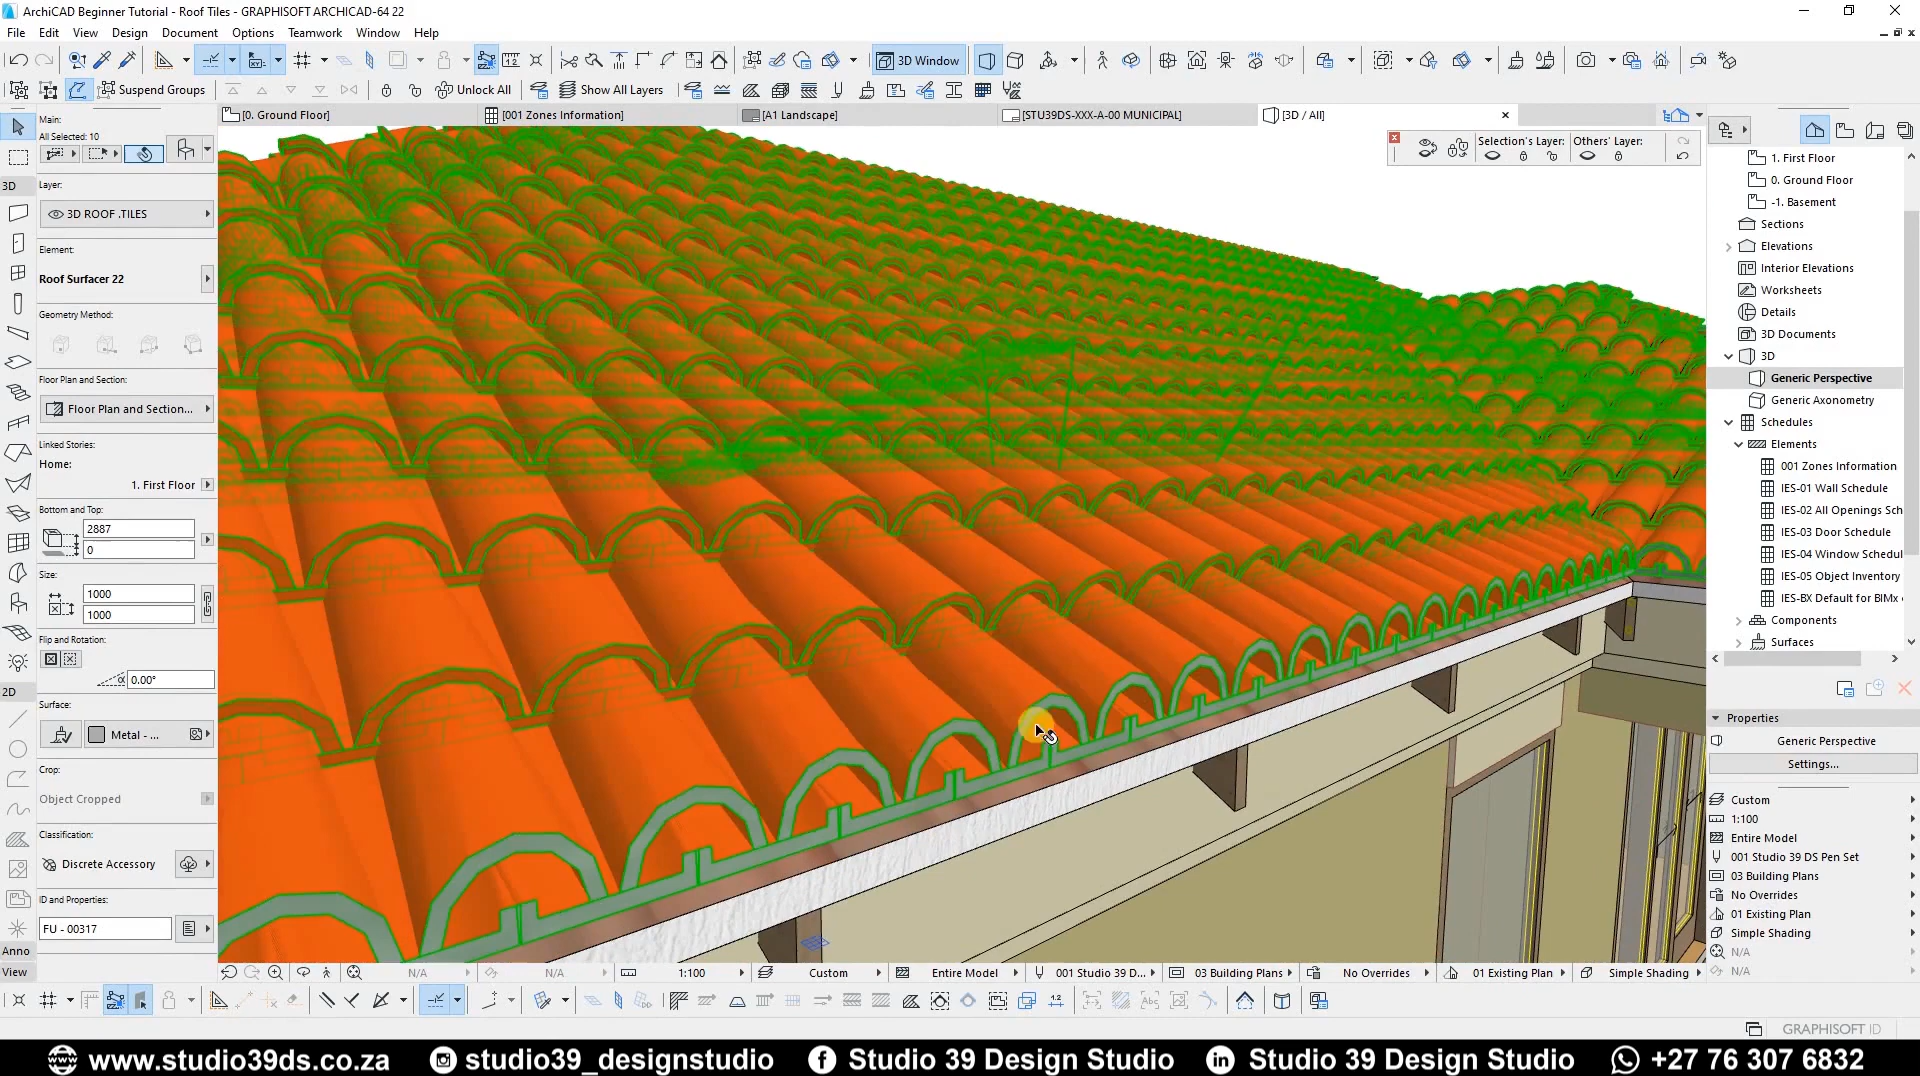 ArchiCAD Beginner Tutorial - Roof Tiles - GRAPHISOFT ARCHICAD-64 22
File Edit View Design Document Options Teamwork Window Help
3D Window
Suspend Groups
Unlock All
Show All Layers
[0. Ground Floor]
[001 Zones Information]
[A1 Landscape]
[STU39DS-XXX-A-00 MUNICIPAL]
[3D / All]
Selection's Layer:
Others' Layer:
Main:
All Selected: 10
3D
Layer:
3D ROOF .TILES
Element:
Roof Surfacer 22
Geometry Method:
Floor Plan and Section:
Floor Plan and Section...
Linked Stories:
Home:
1. First Floor
Bottom and Top:
2887
0
Size:
1000
1000
Flip and Rotation:
α 0.00°
2D
Surface:
Metal - ...
Crop:
Object Cropped
Classification:
Discrete Accessory
ID and Properties:
FU - 00317
Anno
View
1. First Floor
0. Ground Floor
-1. Basement
Sections
Elevations
Interior Elevations
Worksheets
Details
3D Documents
3D
Generic Perspective
Generic Axonometry
Schedules
Elements
001 Zones Information
IES-01 Wall Schedule
IES-02 All Openings Sch
IES-03 Door Schedule
IES-04 Window Schedul
IES-05 Object Inventory
IES-BX Default for BIMx
Components
Surfaces
Properties
Generic Perspective
Settings...
Custom
1:100
Entire Model
001 Studio 39 DS Pen Set
03 Building Plans
No Overrides
01 Existing Plan
Simple Shading
N/A
N/A
N/A
N/A
1:100
Custom
Entire Model
001 Studio 39 D...
03 Building Plans
No Overrides
01 Existing Plan
Simple Shading
GRAPHISOFT ID
www.studio39ds.co.za
studio39_designstudio
Studio 39 Design Studio
Studio 39 Design Studio
+27 76 307 6832